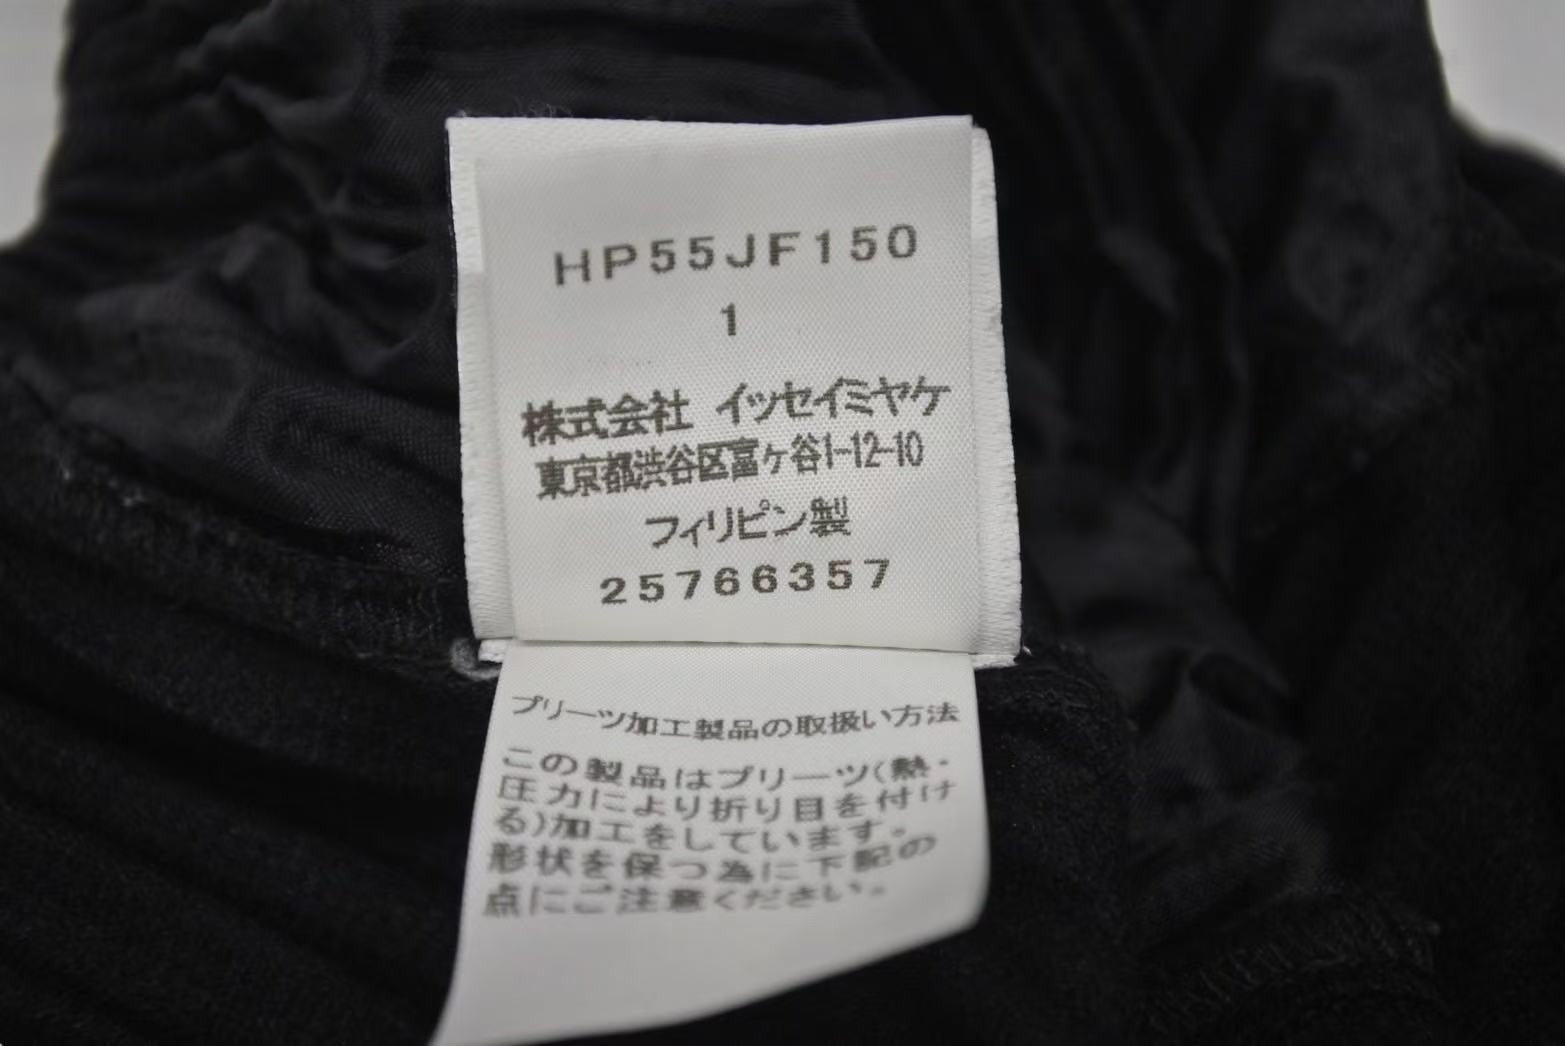 HP55JF150
1
株式会社 イッセイミヤケ
東京都渋谷区富ヶ谷1-12-10
フィリピン製
25766357
プリーツ加工製品の取扱い方法
この製品はプリーツ(熱・
圧力により折り目を付け
る)加工をしています。
形状を保つ為に下記の
点にご注意ください。